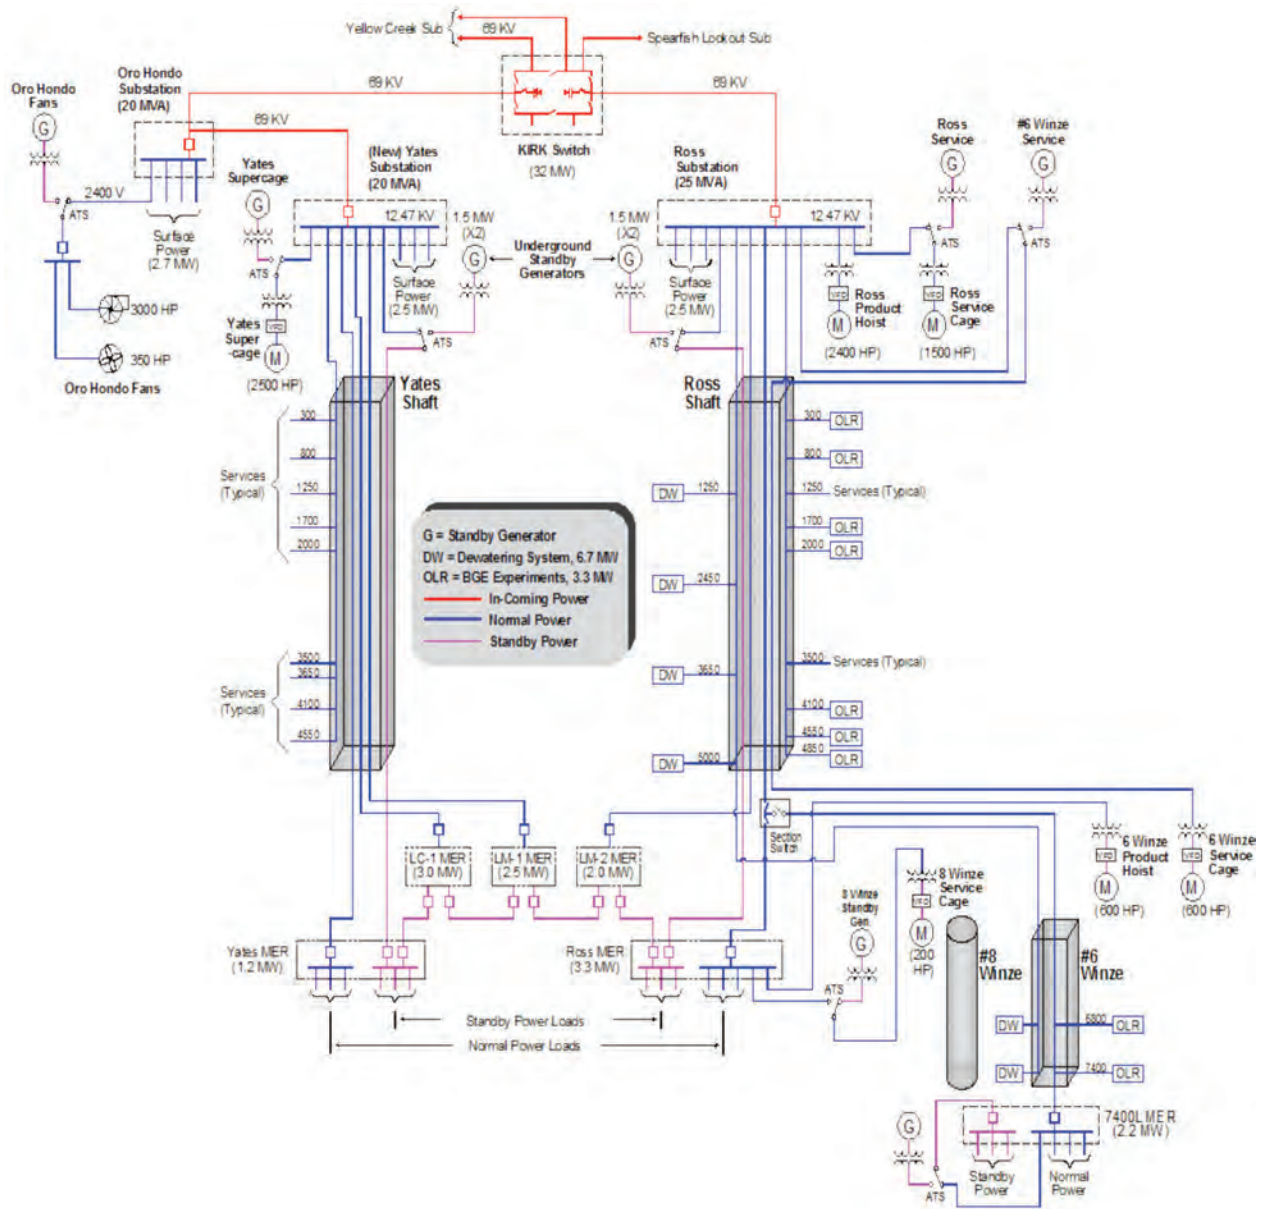 Yellow Creek Sub
69 KV
69 KV
Spearfish Lookout Sub
Oro Hondo
Substation
(20 MVA)
Oro Hondo
Fans
G
69 KV
69 KV
KIRK Switch
(32 MW)
69 KV
Yates
Supercage
G
(New) Yates
Substation
(20 MVA)
Ross
Substation
(25 MVA)
Ross
Service
G
#6 Winze
Service
G
2400 V
ATS
Surface
Power
(2.7 MW)
12.47 KV
1.5 MW
(X2)
G
Underground
Standby
Generators
1.5 MW
(X2)
G
12.47 KV
ATS
ATS
ATS
Surface
Power
(2.5 MW)
Surface
Power
(2.5 MW)
ATS
ATS
3000 HP
350 HP
Oro Hondo Fans
Yates
Super
-cage
VFD
M
(2500 HP)
VFD
M
Ross
Product
Hoist
(2400 HP)
VFD
M
Ross
Service
Cage
(1500 HP)
Yates
Shaft
Ross
Shaft
300
800
1250
1700
2000
Services
(Typical)
3500
3650
4100
4550
Services
(Typical)
G = Standby Generator
DW = Dewatering System, 6.7 MW
OLR = BGE Experiments, 3.3 MW
In-Coming Power
Normal Power
Standby Power
DW 1250
DW 2450
DW 3650
DW 5000
300 OLR
800 OLR
1250 Services (Typical)
1700 OLR
2000 OLR
3500 Services (Typical)
4100 OLR
4550 OLR
4850 OLR
Section
Switch
LC-1 MER
(3.0 MW)
LM-1 MER
(2.5 MW)
LM-2 MER
(2.0 MW)
Yates MER
(1.2 MW)
Ross MER
(3.3 MW)
Standby Power Loads
Normal Power Loads
8 Winze
Standby
Gen.
G
ATS
8 Winze
Service
Cage
VFD
M
(200
HP)
6 Winze
Product
Hoist
VFD
M
(600 HP)
6 Winze
Service
Cage
VFD
M
(600 HP)
#8
Winze
#6
Winze
DW
6800 OLR
DW
7400 OLR
7400L MER
(2.2 MW)
G
ATS
Standby
Power
Normal
Power